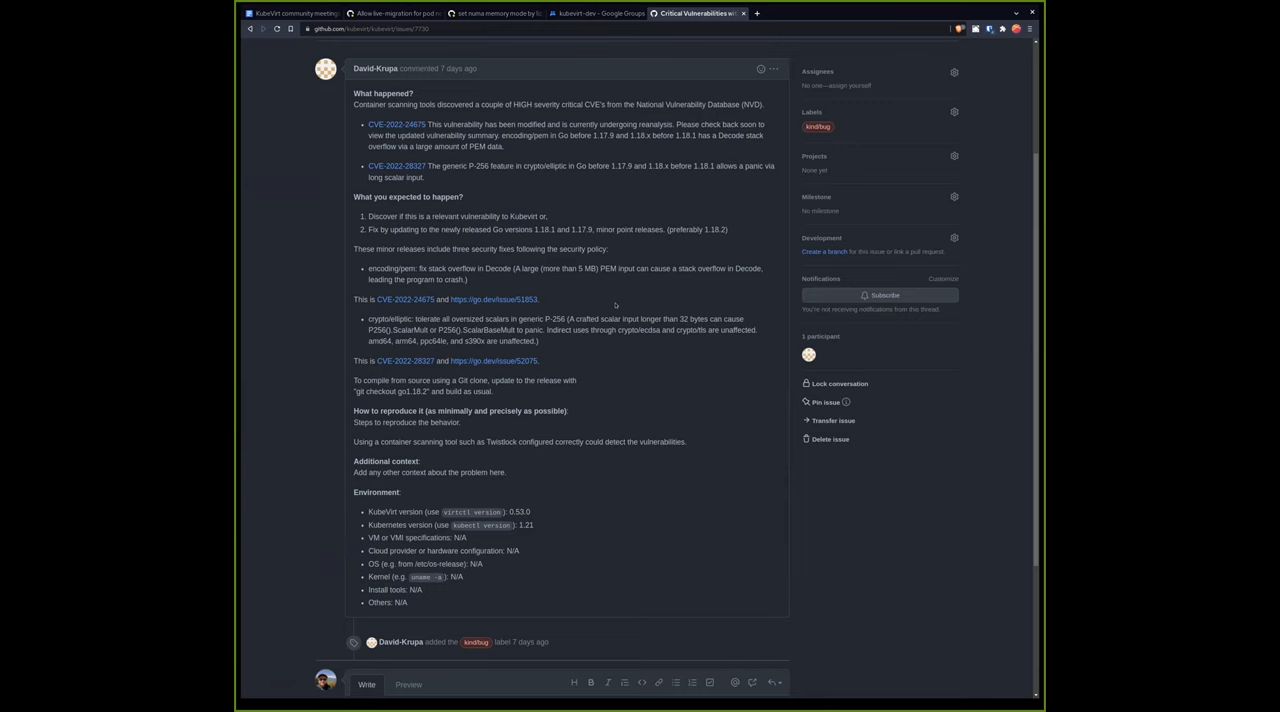 KubeVirt community meeting
Allow live-migration for pod n
set numa memory mode by li
kubevirt-dev - Google Groups
Critical Vulnerabilities wit
github.com/kubevirt/kubevirt/issues/7730
David-Krupa commented 7 days ago
What happened?
Container scanning tools discovered a couple of HIGH severity critical CVE's from the National Vulnerability Database (NVD).
• CVE-2022-24675 This vulnerability has been modified and is currently undergoing reanalysis. Please check back soon to
view the updated vulnerability summary. encoding/pem in Go before 1.17.9 and 1.18.x before 1.18.1 has a Decode stack
overflow via a large amount of PEM data.
• CVE-2022-28327 The generic P-256 feature in crypto/elliptic in Go before 1.17.9 and 1.18.x before 1.18.1 allows a panic via
long scalar input.
What you expected to happen?
1. Discover if this is a relevant vulnerability to Kubevirt or,
2. Fix by updating to the newly released Go versions 1.18.1 and 1.17.9, minor point releases. (preferably 1.18.2)
These minor releases include three security fixes following the security policy:
• encoding/pem: fix stack overflow in Decode (A large (more than 5 MB) PEM input can cause a stack overflow in Decode,
leading the program to crash.)
This is CVE-2022-24675 and https://go.dev/issue/51853.
• crypto/elliptic: tolerate all oversized scalars in generic P-256 (A crafted scalar input longer than 32 bytes can cause
P256().ScalarMult or P256().ScalarBaseMult to panic. Indirect uses through crypto/ecdsa and crypto/tls are unaffected.
amd64, arm64, ppc64le, and s390x are unaffected.)
This is CVE-2022-28327 and https://go.dev/issue/52075.
To compile from source using a Git clone, update to the release with
"git checkout go1.18.2" and build as usual.
How to reproduce it (as minimally and precisely as possible):
Steps to reproduce the behavior.
Using a container scanning tool such as Twistlock configured correctly could detect the vulnerabilities.
Additional context:
Add any other context about the problem here.
Environment:
• KubeVirt version (use virtctl version): 0.53.0
• Kubernetes version (use kubectl version): 1.21
• VM or VMI specifications: N/A
• Cloud provider or hardware configuration: N/A
• OS (e.g. from /etc/os-release): N/A
• Kernel (e.g. uname -a): N/A
• Install tools: N/A
• Others: N/A
David-Krupa added the kind/bug label 7 days ago
Write Preview
Assignees
No one—assign yourself
Labels
kind/bug
Projects
None yet
Milestone
No milestone
Development
Create a branch for this issue or link a pull request.
Notifications Customize
Subscribe
You're not receiving notifications from this thread.
1 participant
Lock conversation
Pin issue
Transfer issue
Delete issue